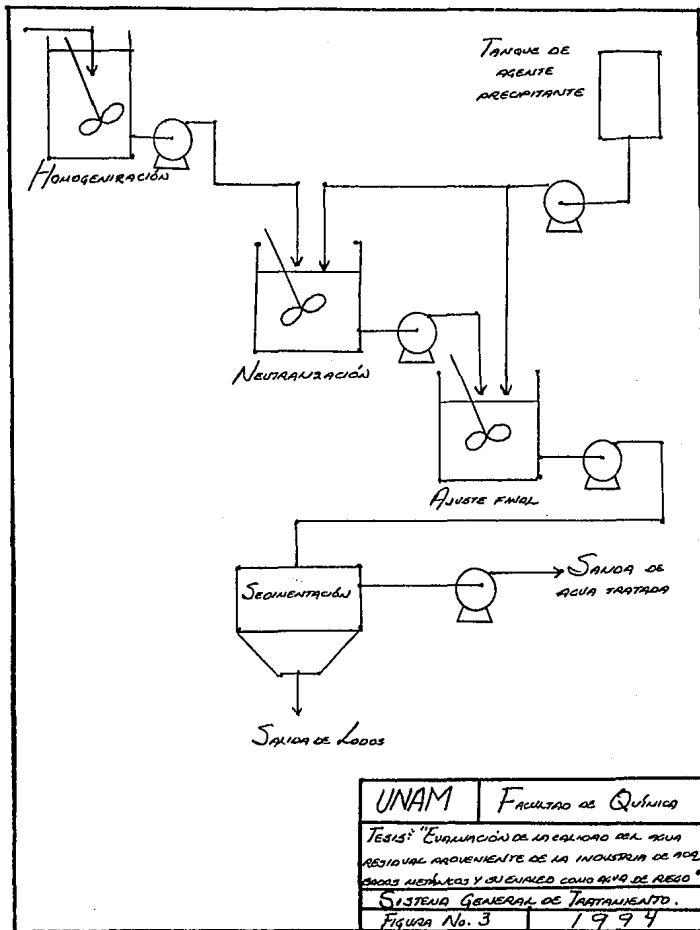 TANQUE DE
AGENTE
PRECIPITANTE
HOMOGENIZACIÓN
NEUTRALIZACIÓN
AJUSTE FINAL
SEDIMENTACIÓN
SALIDA DE
AGUA TRATADA
SALIDA DE LODOS
UNAM
FACULTAD DE QUÍMICA
TESIS: "EVALUACIÓN DE LA CALIDAD DEL AGUA
RESIDUAL PROVENIENTE DE LA INDUSTRIA DE ACA
BADOS METÁLICOS Y SU EMPLEO COMO AGUA DE RIEGO"
SISTEMA GENERAL DE TRATAMIENTO.
FIGURA No. 3
1994